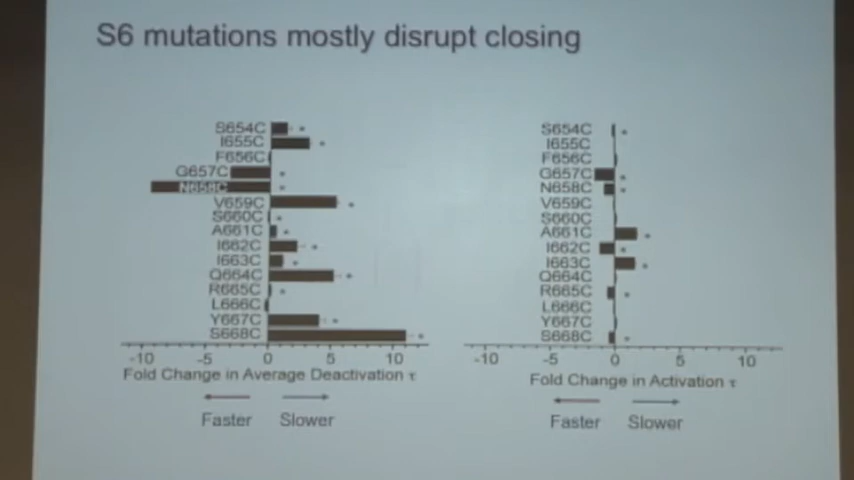 S6 mutations mostly disrupt closing
S654C
I655C
F656C
G657C
N658C
V659C
S660C
A661C
I662C
I663C
Q664C
R665C
L666C
Y667C
S668C
-10 -5 0 5 10
Fold Change in Average Deactivation τ
Faster Slower
S654C
I655C
F656C
G657C
N658C
V659C
S660C
A661C
I662C
I663C
Q664C
R665C
L666C
Y667C
S668C
-10 -5 0 5 10
Fold Change in Activation τ
Faster Slower